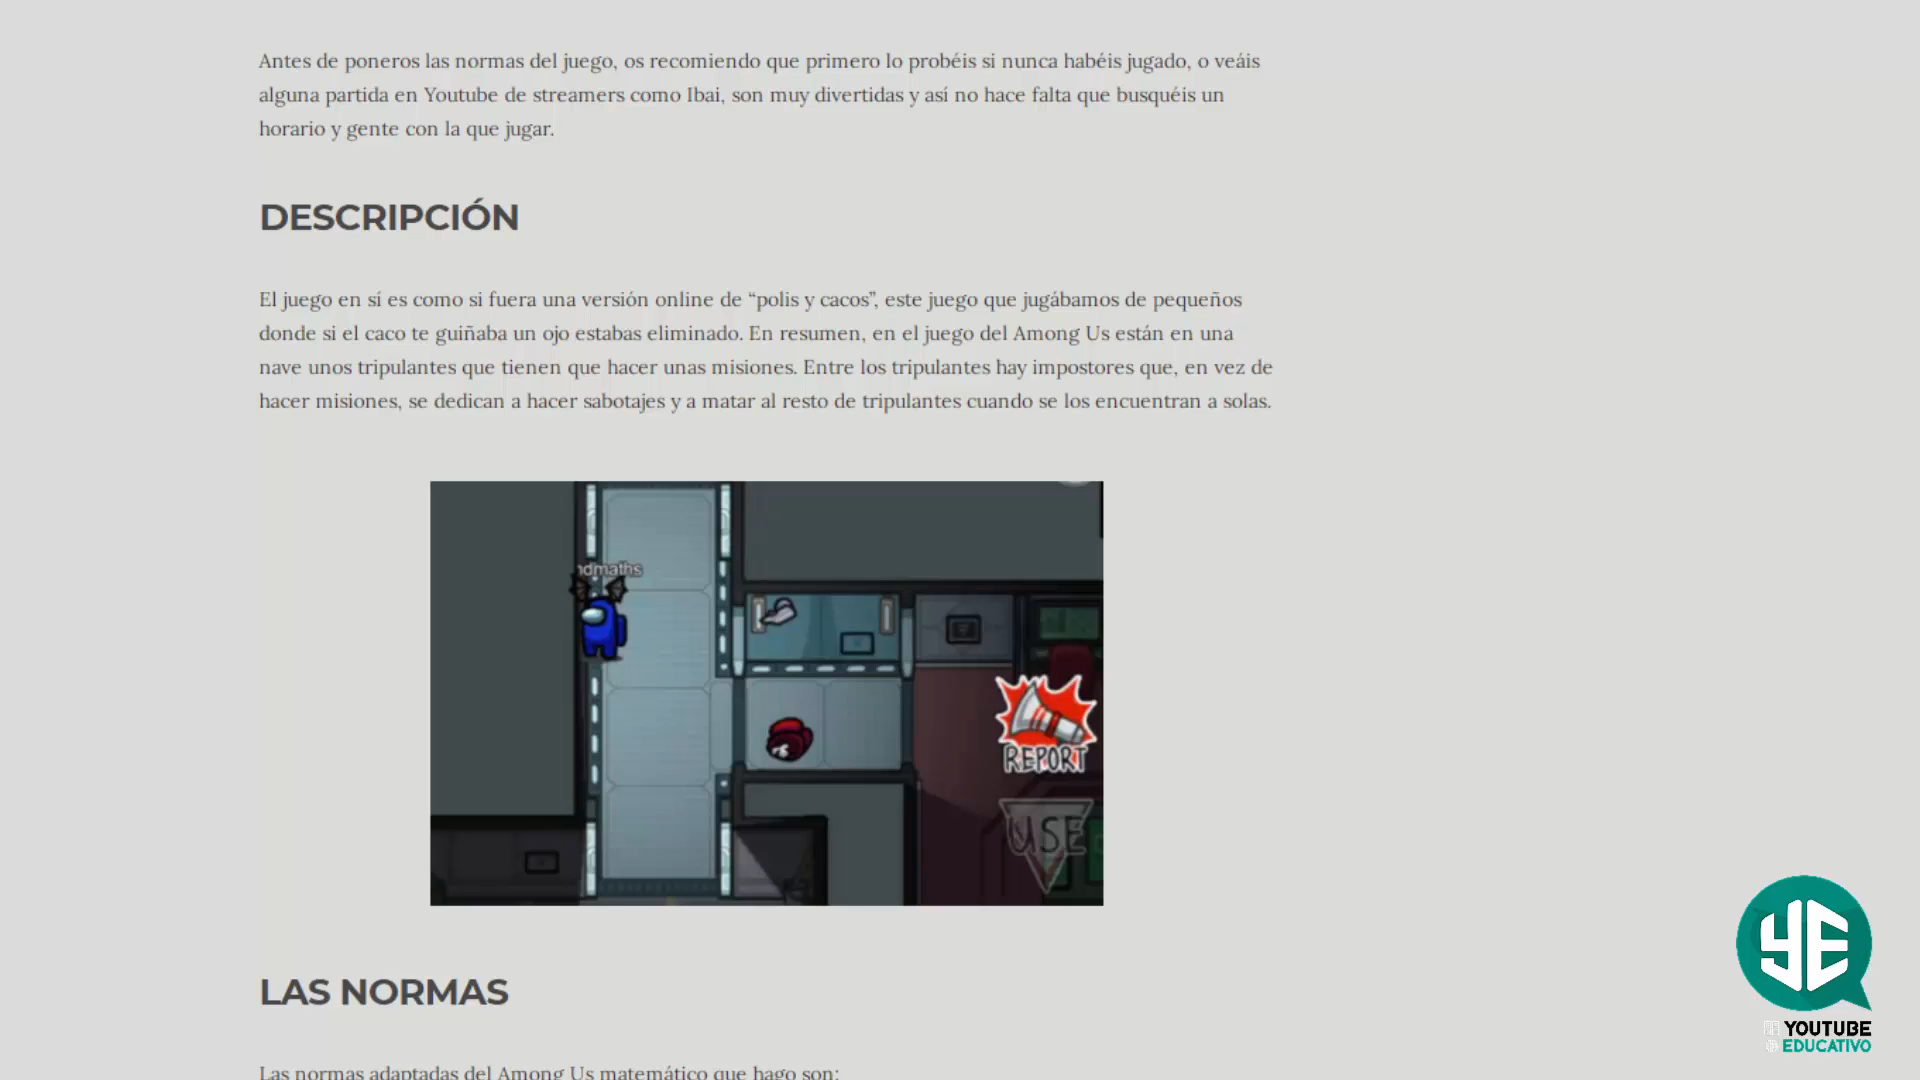 Antes de poneros las normas del juego, os recomiendo que primero lo probéis si nunca habéis jugado, o veáis
alguna partida en Youtube de streamers como Ibai, son muy divertidas y así no hace falta que busquéis un
horario y gente con la que jugar.
DESCRIPCIÓN
El juego en sí es como si fuera una versión online de “polis y cacos”, este juego que jugábamos de pequeños
donde si el caco te guiñaba un ojo estabas eliminado. En resumen, en el juego del Among Us están en una
nave unos tripulantes que tienen que hacer unas misiones. Entre los tripulantes hay impostores que, en vez de
hacer misiones, se dedican a hacer sabotajes y a matar al resto de tripulantes cuando se los encuentran a solas.
ndmaths
REPORT
USE
LAS NORMAS
Las normas adaptadas del Among Us matemático que hago son:
YE
YOUTUBE
EDUCATIVO